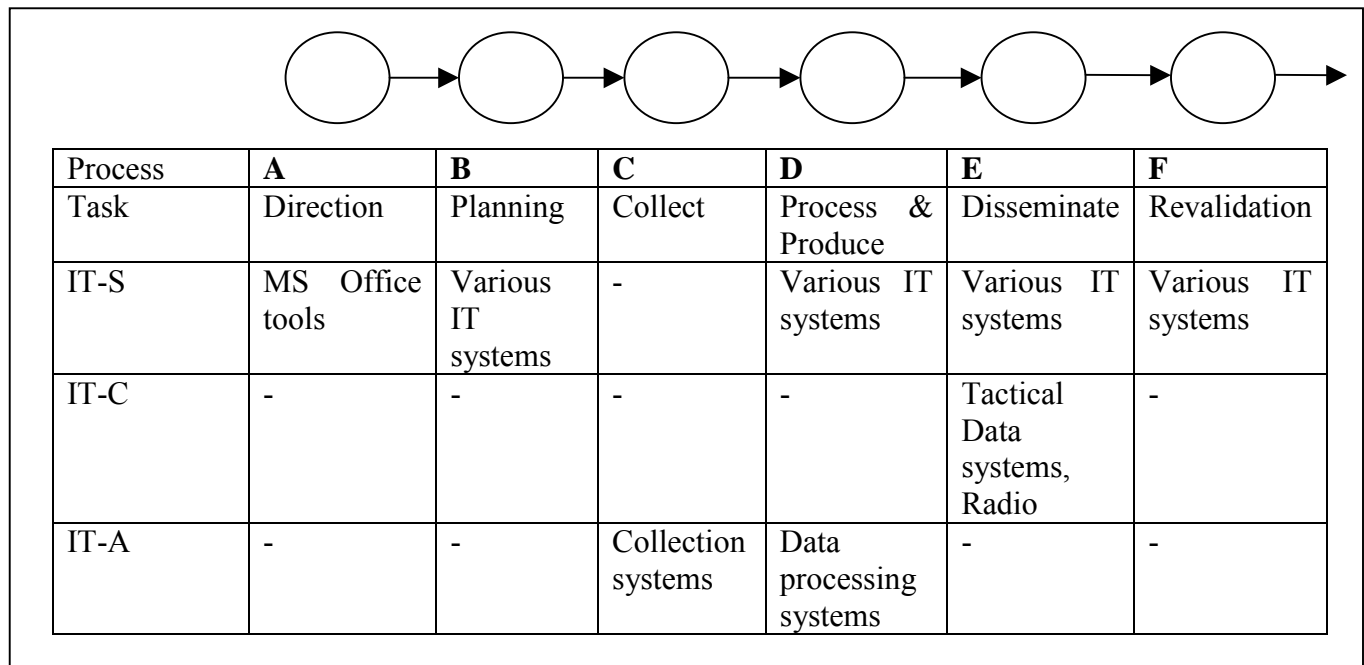 Process A B C D E F
Task Direction Planning Collect Process & Disseminate Revalidation
Produce
IT-S MS Office Various - Various IT Various IT Various IT
tools IT systems systems systems
systems
IT-C - - - - Tactical -
Data
systems,
Radio
IT-A - - Collection Data - -
systems processing
systems